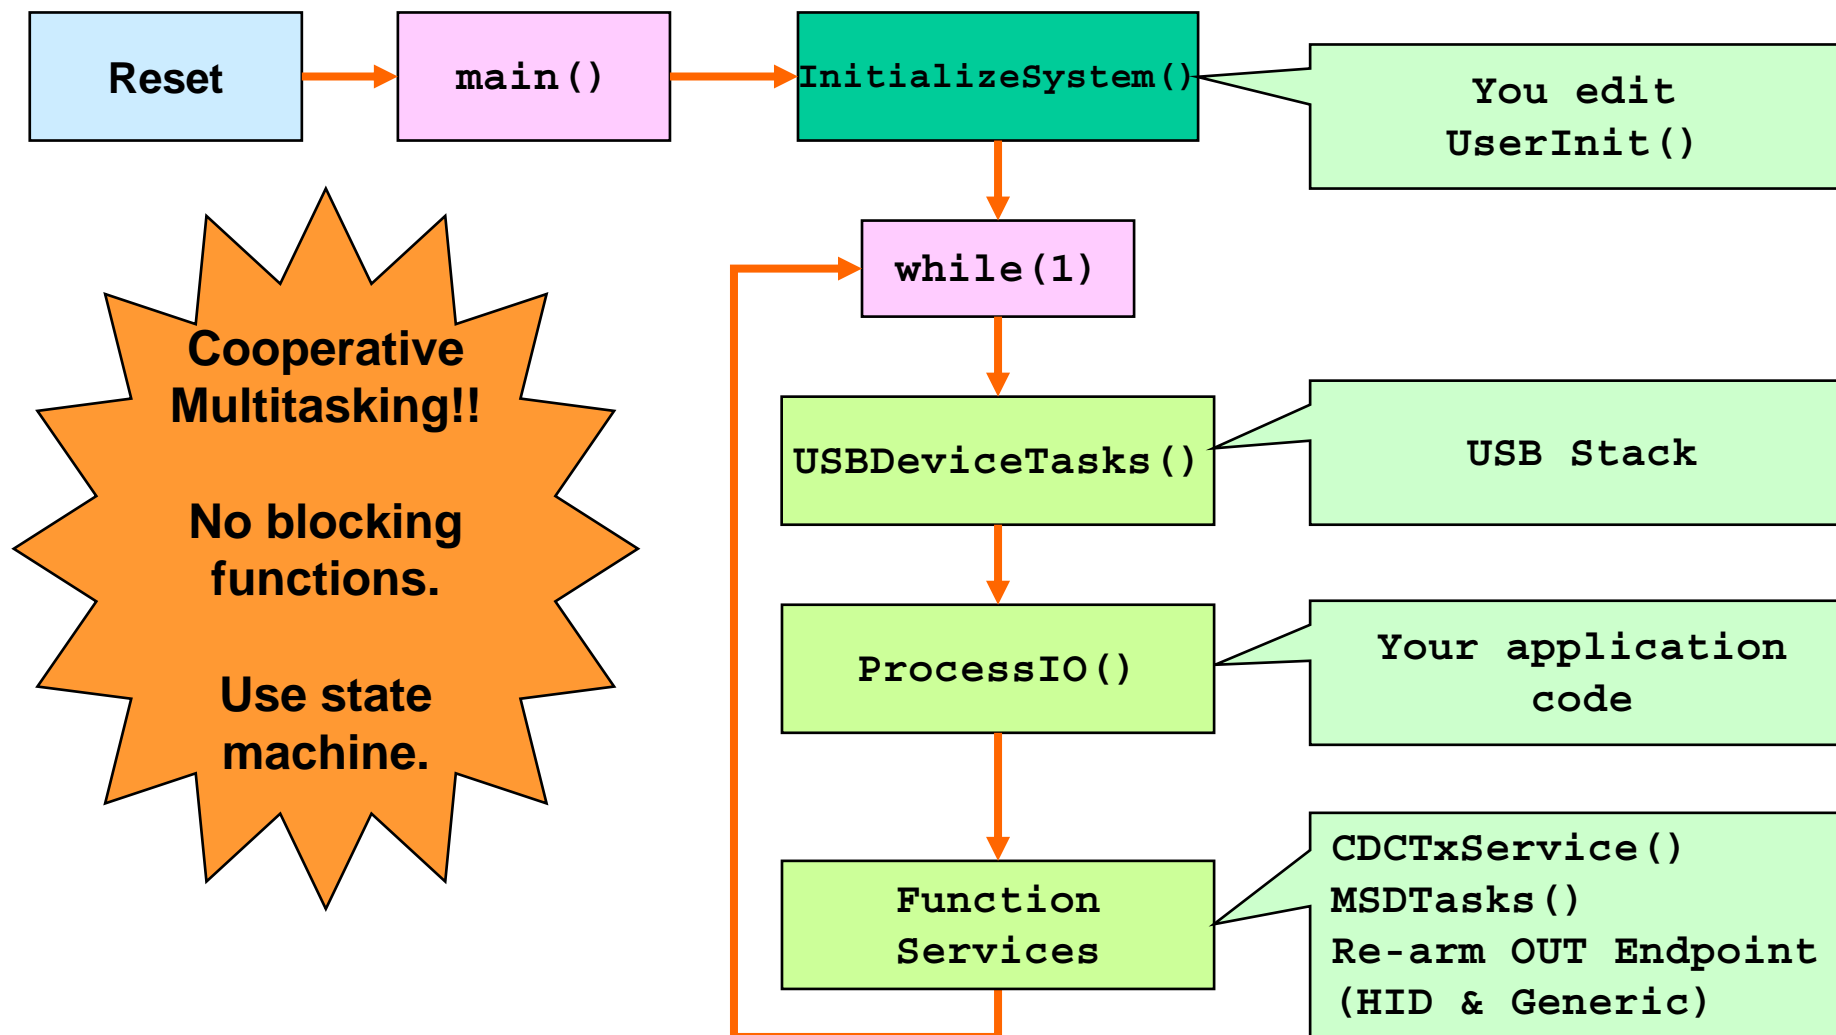 Reset
main()
InitializeSystem()
You edit
UserInit()
while(1)
Cooperative
Multitasking!!
No blocking
functions.
Use state
machine.
USBDeviceTasks()
USB Stack
ProcessIO()
Your application
code
Function
Services
CDCTxService()
MSDTasks()
Re-arm OUT Endpoint
(HID & Generic)